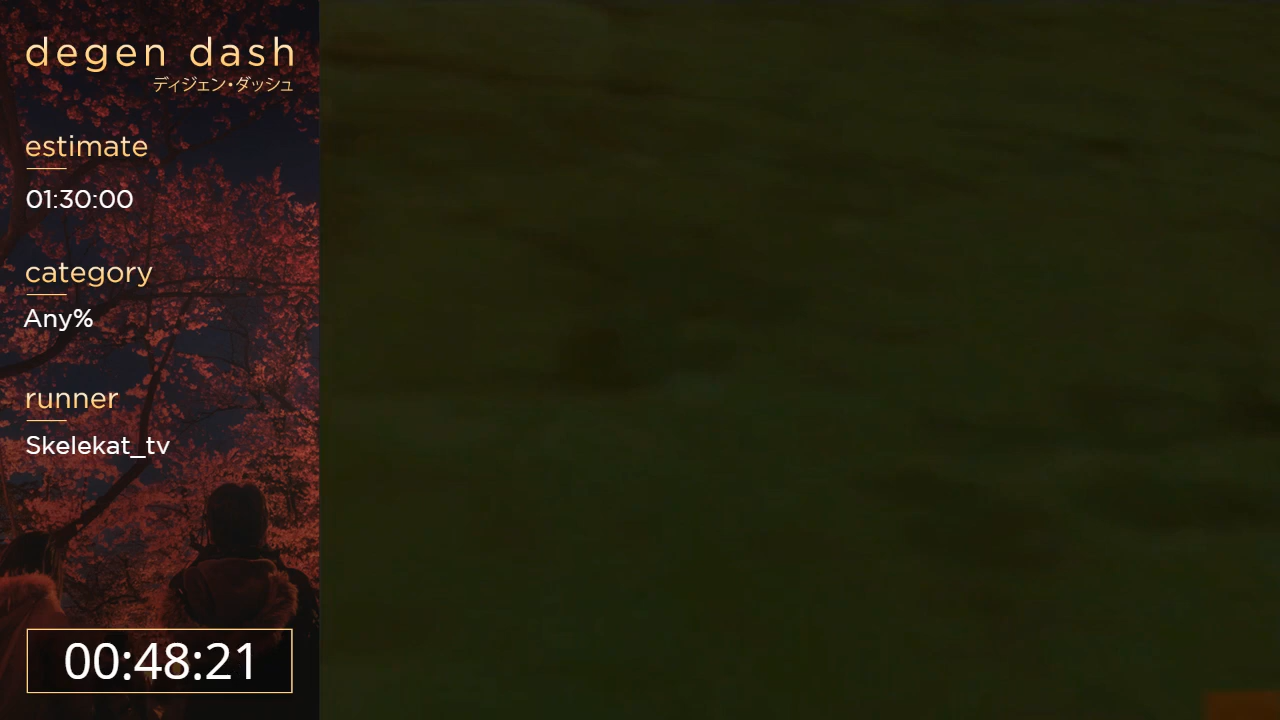 degen dash
ディジェン・ダッシュ
estimate
01:30:00
category
Any%
runner
Skelekat_tv
00:48:21